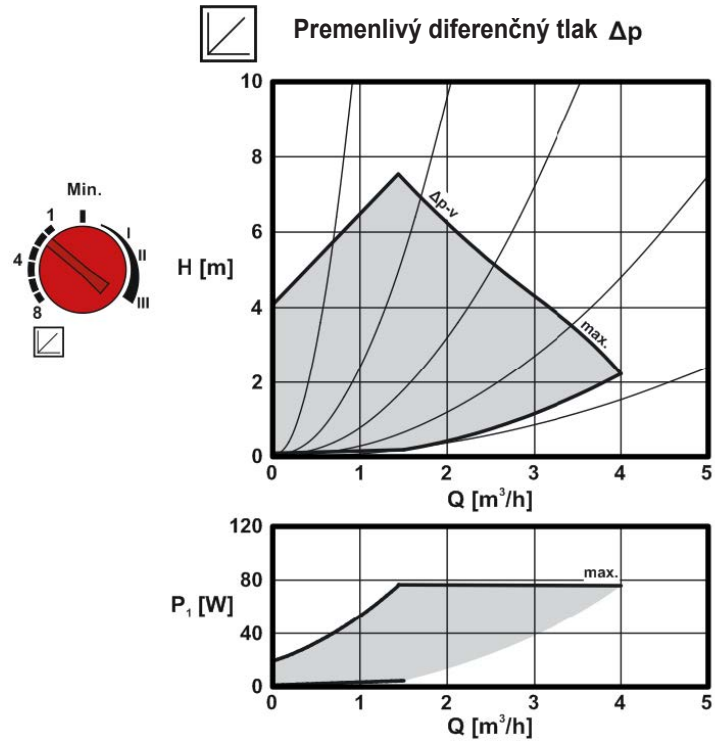 Premenlivý diferenčný tlak Δp
Min.
1
4
8
I
II
III
H [m]
10
8
6
4
2
0
Δp-v
max.
0 1 2 3 4 5
Q [m³/h]
P₁ [W]
120
80
40
0
max.
0 1 2 3 4 5
Q [m³/h]